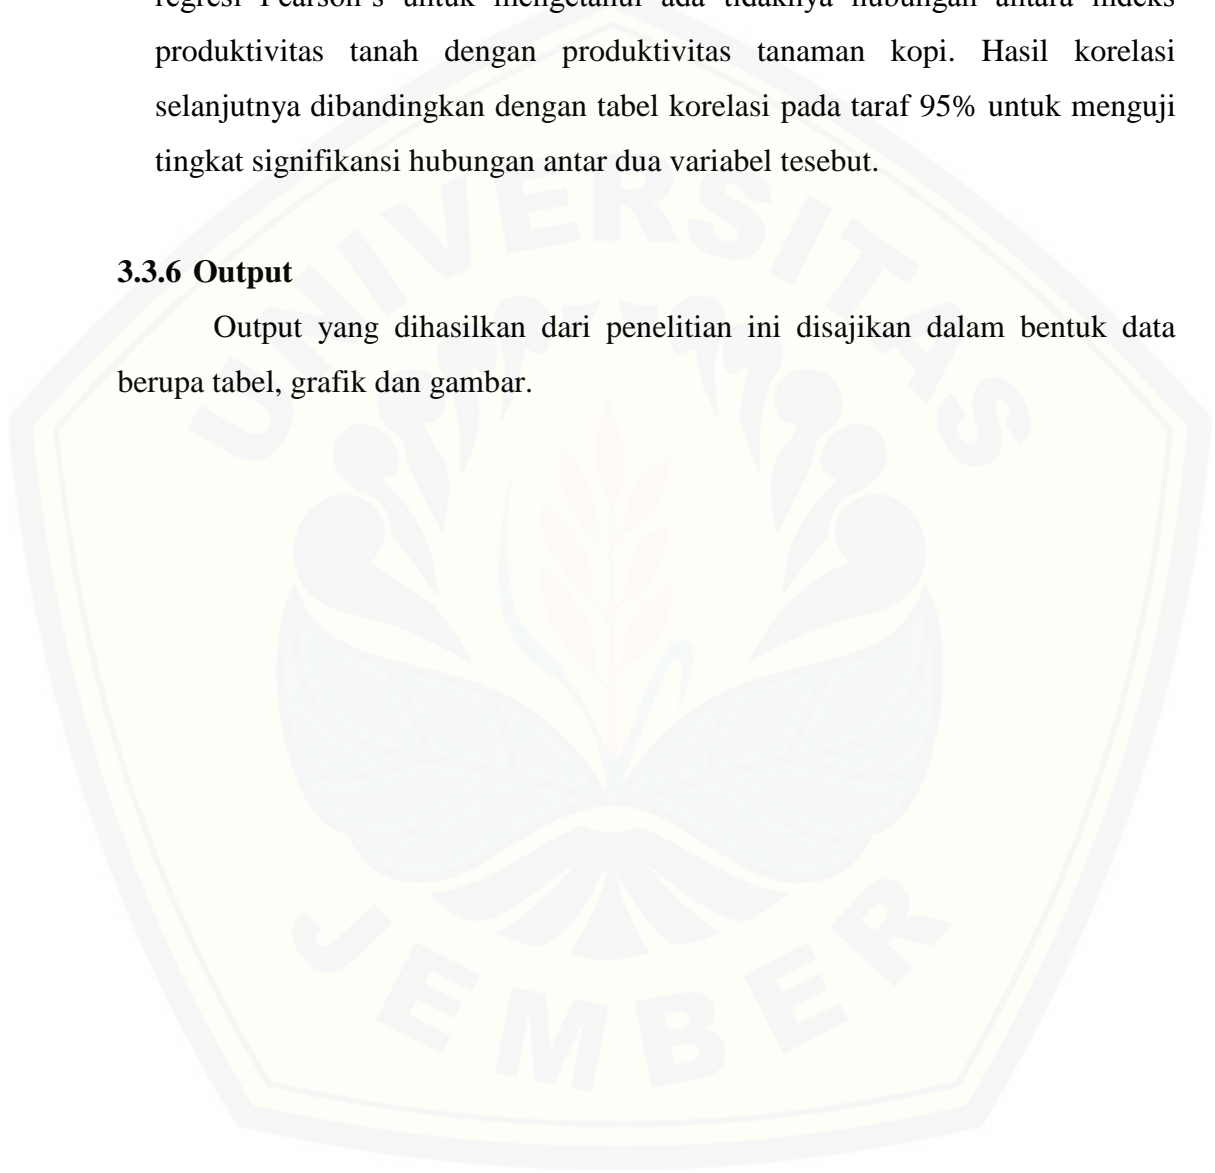 regresi Pearson's untuk mengetahui ada tidaknya hubungan antara indeks
produktivitas tanah dengan produktivitas tanaman kopi. Hasil korelasi
selanjutnya dibandingkan dengan tabel korelasi pada taraf 95% untuk menguji
tingkat signifikansi hubungan antar dua variabel tesebut.
3.3.6 Output
Output yang dihasilkan dari penelitian ini disajikan dalam bentuk data
berupa tabel, grafik dan gambar.
UNIVERSITAS
JEMBER